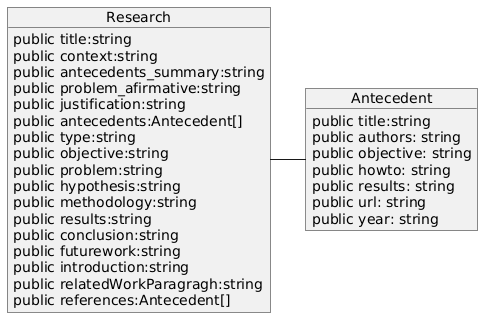 Research
public title:string
public context:string
public antecedents_summary:string
public problem_afirmative:string
public justification:string
public antecedents:Antecedent[]
public type:string
public objective:string
public problem:string
public hypothesis:string
public methodology:string
public results:string
public conclusion:string
public futurework:string
public introduction:string
public relatedWorkParagragh:string
public references:Antecedent[]
Antecedent
public title:string
public authors: string
public objective: string
public howto: string
public results: string
public url: string
public year: string